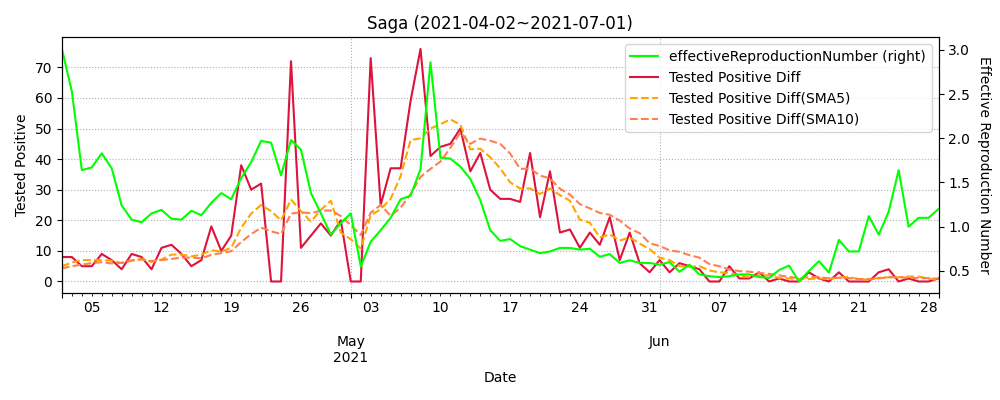 Saga (2021-04-02~2021-07-01)
effectiveReproductionNumber (right)
Tested Positive Diff
Tested Positive Diff(SMA5)
Tested Positive Diff(SMA10)
Tested Positive
70
60
50
40
30
20
10
0
Effective Reproduction Number
3.0
2.5
2.0
1.5
1.0
0.5
05 12 19 26 03 10 17 24 31 07 14 21 28
May Jun
2021
Date